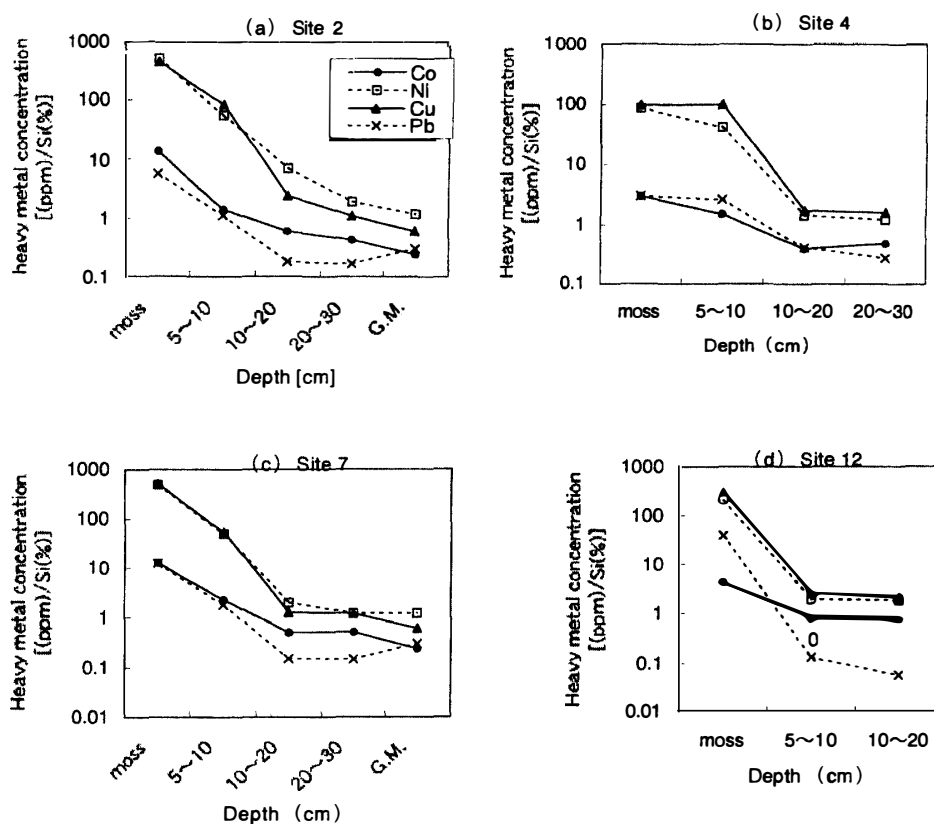 (a) Site 2
heavy metal concentration
[(ppm)/Si(%)]
1000
100
10
1
0.1
Co
Ni
Cu
Pb
moss
5～10
10～20
20～30
G.M.
Depth [cm]
(b) Site 4
Heavy metal concentration
[(ppm)/Si(%)]
1000
100
10
1
0.1
moss
5～10
10～20
20～30
Depth (cm)
(c) Site 7
Heavy metal concentration
[(ppm)/Si(%)]
1000
100
10
1
0.1
0.01
moss
5～10
10～20
20～30
G.M.
Depth (cm)
(d) Site 12
Heavy metal concentration
[(ppm)/Si(%)]
1000
100
10
1
0.1
0.01
0
moss
5～10
10～20
Depth (cm)